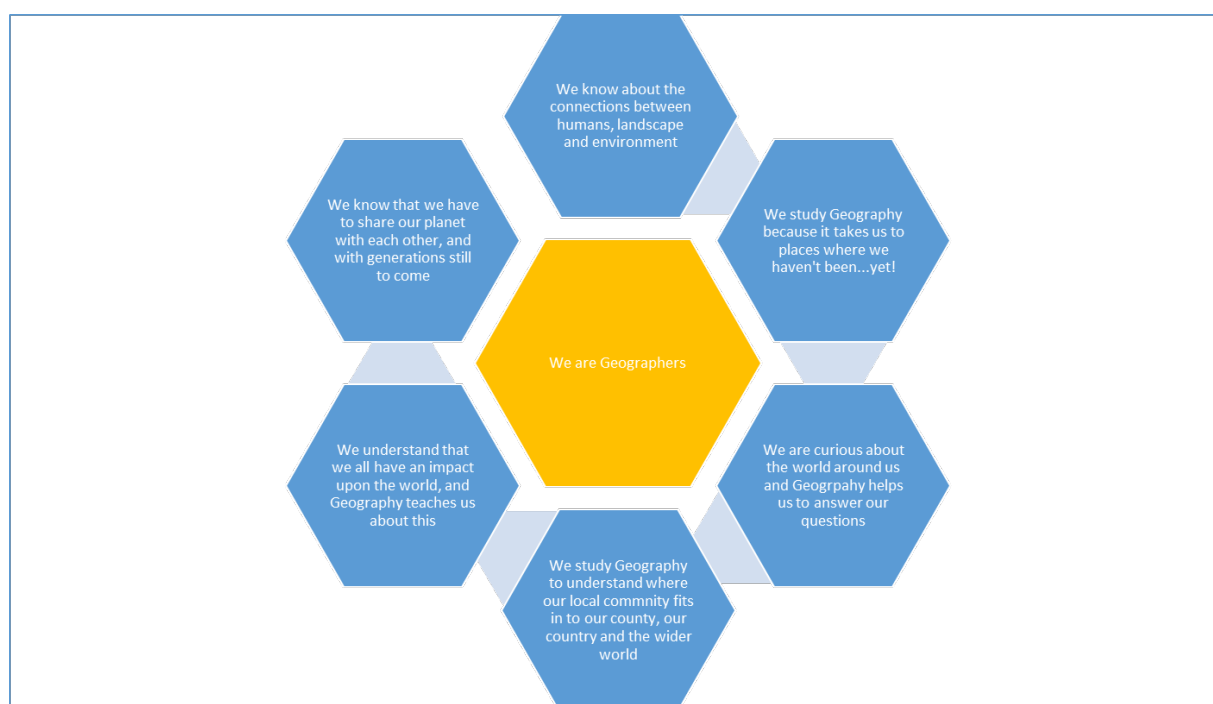 We know about the
connections between
humans, landscape
and environment
We know that we have
to share our planet
with each other, and
with generations still
to come
We study Geography
because it takes us to
places where we
haven't been...yet!
We are Geographers
We understand that
we all have an impact
upon the world, and
Geography teaches us
about this
We are curious about
the world around us
and Geogrpahy helps
us to answer our
questions
We study Geography
to understand where
our local commnity fits
in to our county, our
country and the wider
world